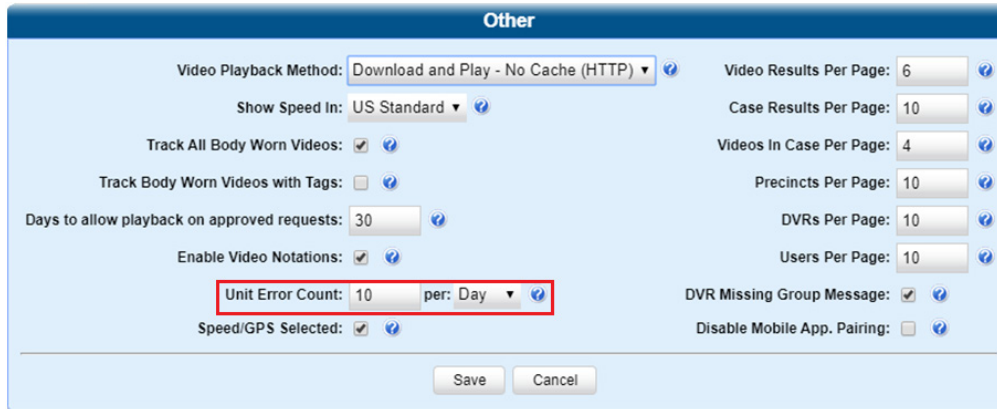 Other
Video Playback Method: Download and Play - No Cache (HTTP) Video Results Per Page: 6
Show Speed In: US Standard Case Results Per Page: 10
Track All Body Worn Videos: Videos In Case Per Page: 4
Track Body Worn Videos with Tags: Precincts Per Page: 10
Days to allow playback on approved requests: 30 DVRs Per Page: 10
Enable Video Notations: Users Per Page: 10
Unit Error Count: 10 per: Day DVR Missing Group Message:
Speed/GPS Selected: Disable Mobile App. Pairing:
Save Cancel